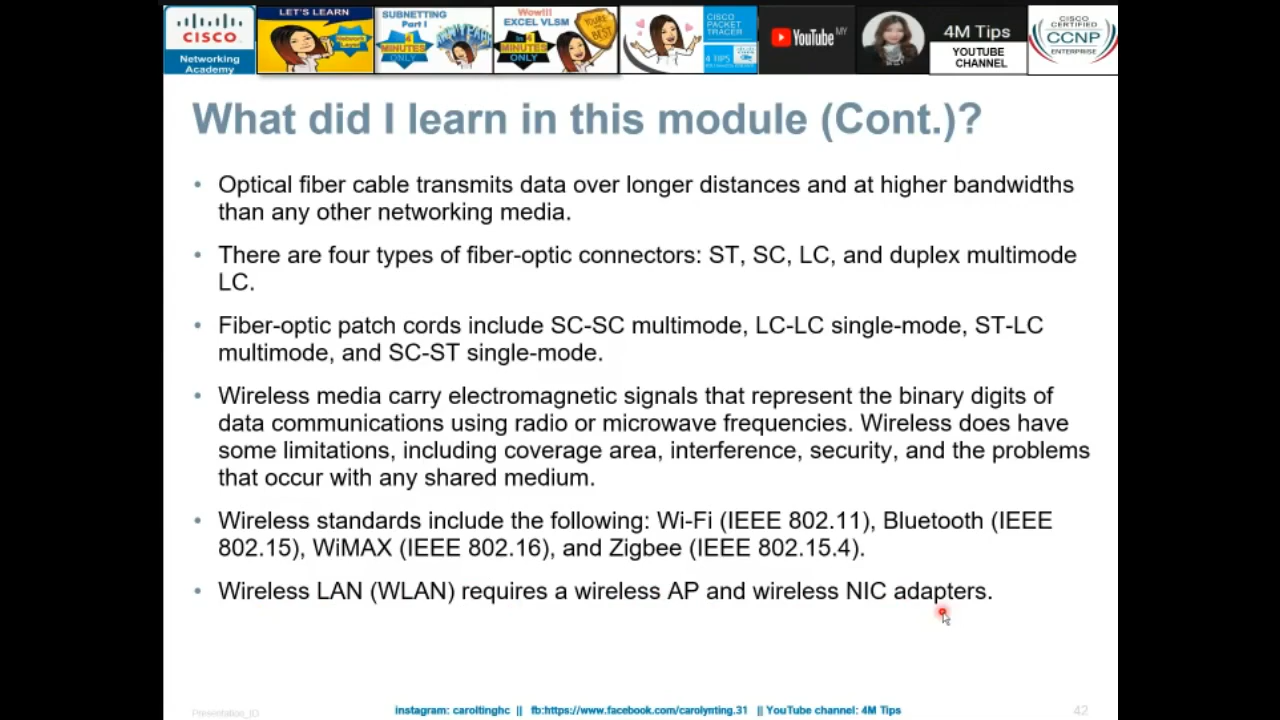 CISCO
Networking
Academy
LET'S LEARN
SUBNETTING
Part I
4
MINUTES
ONLY
Wow!!!
EXCEL VLSM
in 4
MINUTES
ONLY
YOU'RE
BEST
CISCO
PACKET
TRACER
4 TIPS
YouTube MY
4M Tips
YOUTUBE
CHANNEL
CISCO
CERTIFIED
CCNP
ENTERPRISE
What did I learn in this module (Cont.)?
• Optical fiber cable transmits data over longer distances and at higher bandwidths
than any other networking media.
• There are four types of fiber-optic connectors: ST, SC, LC, and duplex multimode
LC.
• Fiber-optic patch cords include SC-SC multimode, LC-LC single-mode, ST-LC
multimode, and SC-ST single-mode.
• Wireless media carry electromagnetic signals that represent the binary digits of
data communications using radio or microwave frequencies. Wireless does have
some limitations, including coverage area, interference, security, and the problems
that occur with any shared medium.
• Wireless standards include the following: Wi-Fi (IEEE 802.11), Bluetooth (IEEE
802.15), WiMAX (IEEE 802.16), and Zigbee (IEEE 802.15.4).
• Wireless LAN (WLAN) requires a wireless AP and wireless NIC adapters.
Presentation_ID
instagram: caroltinghc || fb:https://www.facebook.com/carolynting.31 || YouTube channel: 4M Tips
42